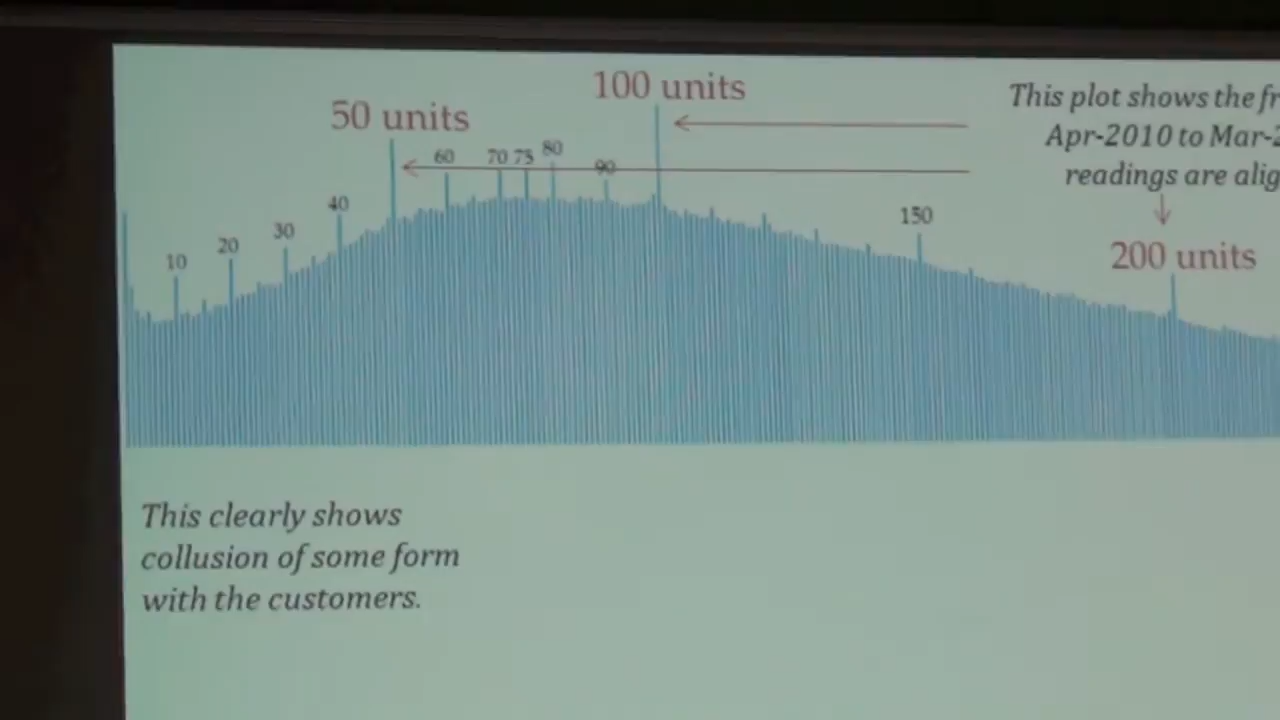 100 units
50 units
This plot shows the fr
Apr-2010 to Mar-2
readings are alig
80
60
70
75
90
40
150
30
20
200 units
10
This clearly shows
collusion of some form
with the customers.